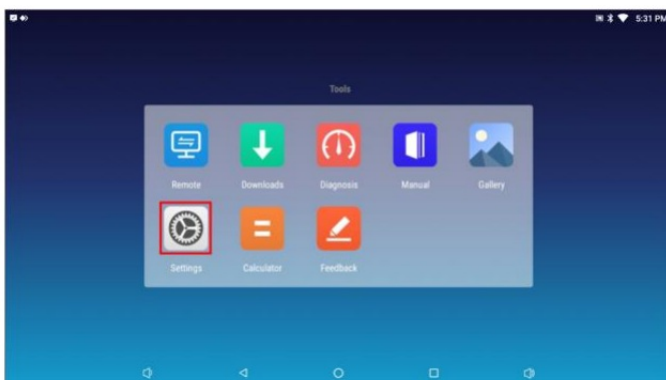 5:31 PM
Tools
Remote Downloads Diagnosis Manual Gallery
Settings Calculator Feedback